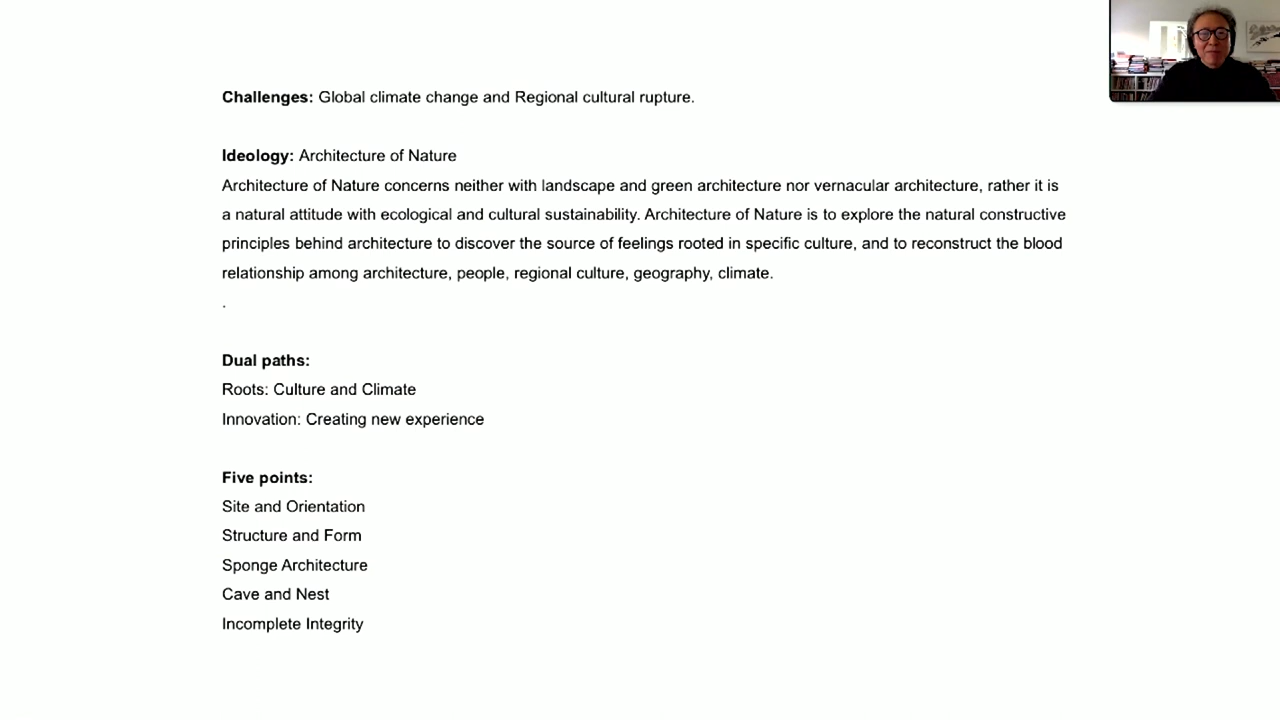 Challenges: Global climate change and Regional cultural rupture.
Ideology: Architecture of Nature
Architecture of Nature concerns neither with landscape and green architecture nor vernacular architecture, rather it is
a natural attitude with ecological and cultural sustainability. Architecture of Nature is to explore the natural constructive
principles behind architecture to discover the source of feelings rooted in specific culture, and to reconstruct the blood
relationship among architecture, people, regional culture, geography, climate.
.
Dual paths:
Roots: Culture and Climate
Innovation: Creating new experience
Five points:
Site and Orientation
Structure and Form
Sponge Architecture
Cave and Nest
Incomplete Integrity